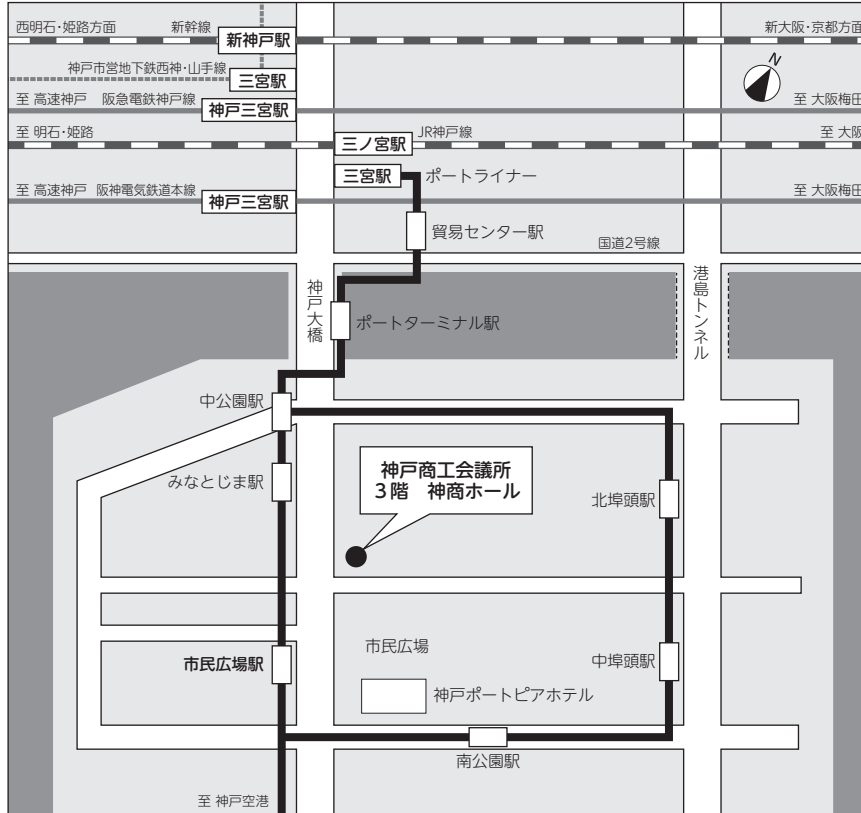 西明石・姫路方面
新幹線
新神戸駅
新大阪・京都方面
神戸市営地下鉄西神・山手線
三宮駅
N
至 高速神戸
阪急電鉄神戸線
神戸三宮駅
至 大阪梅田
至 明石・姫路
三ノ宮駅
JR神戸線
至 大阪
三宮駅
ポートライナー
至 高速神戸
阪神電気鉄道本線
神戸三宮駅
至 大阪梅田
貿易センター駅
国道2号線
神戸大橋
港島トンネル
ポートターミナル駅
中公園駅
みなとじま駅
神戸商工会議所
3階　神商ホール
北埠頭駅
市民広場駅
市民広場
中埠頭駅
神戸ポートピアホテル
南公園駅
至 神戸空港